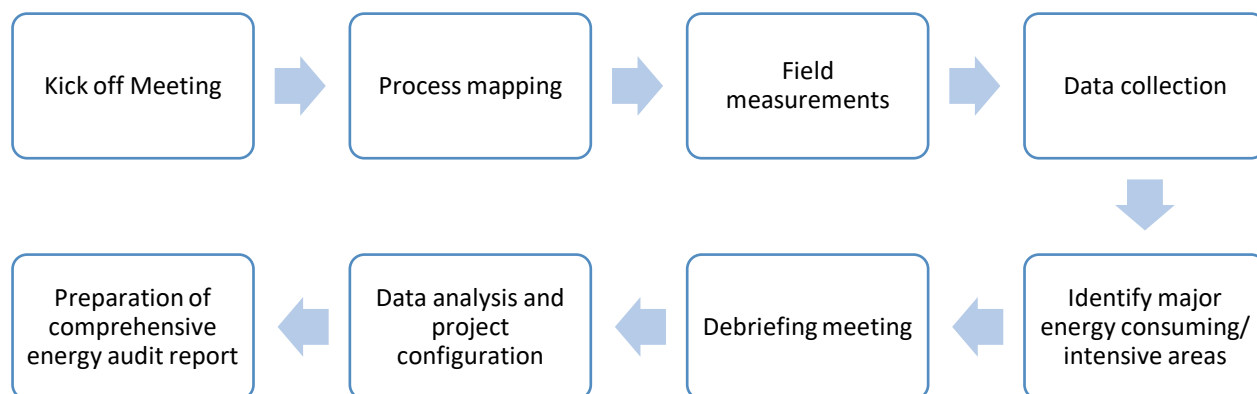 Kick off Meeting
Process mapping
Field
measurements
Data collection
Identify major
energy consuming/
intensive areas
Debriefing meeting
Data analysis and
project
configuration
Preparation of
comprehensive
energy audit report